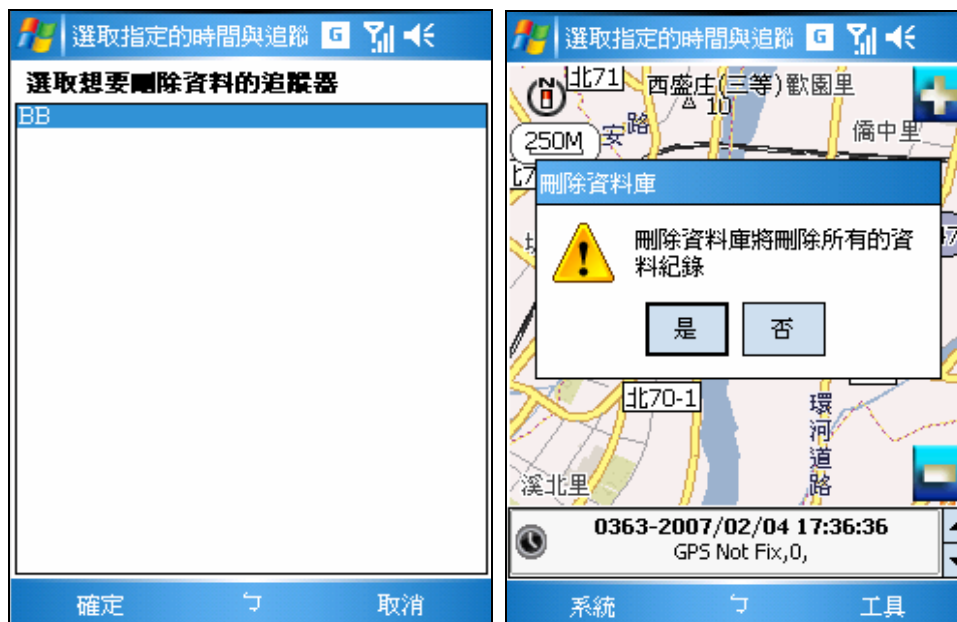 選取指定的時間與追蹤
G
選取想要刪除資料的追蹤器
BB
確定
ㄅ
取消
選取指定的時間與追蹤
G
N
北71
西盛庄(三等)
歡園里
10
250M
安
路
僑中里
刪除資料庫
刪除資料庫將刪除所有的資
料紀錄
是
否
北70-1
環
河
道
路
溪北里
0363-2007/02/04 17:36:36
GPS Not Fix,0,
系統
ㄅ
工具